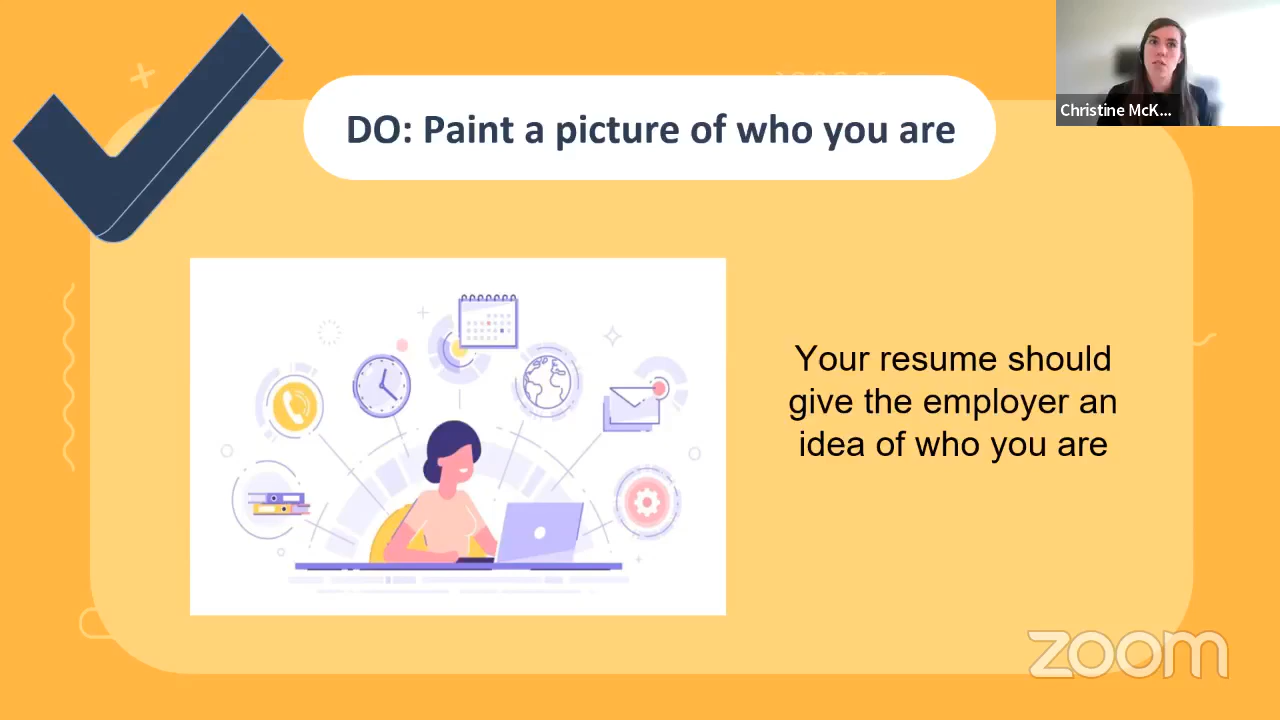 DO: Paint a picture of who you are
Christine McK...
Your resume should
give the employer an
idea of who you are
zoom